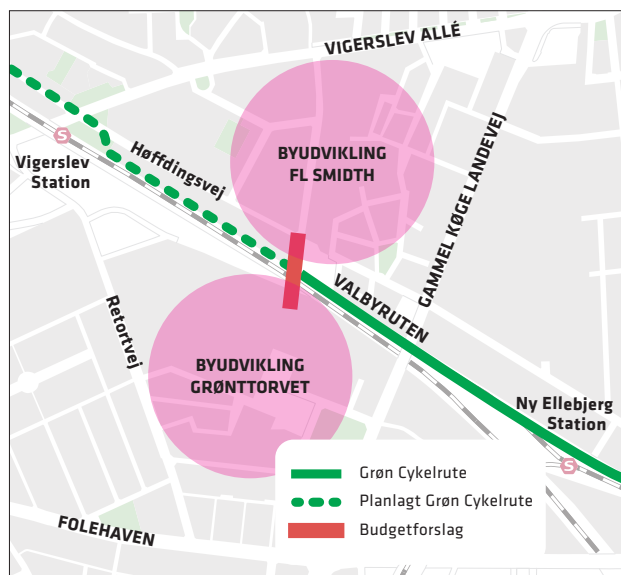 VIGERSLEV ALLÉ
S
Vigerslev
Station
Høffdingsvej
BYUDVIKLING
FL SMIDTH
GAMMEL KØGE LANDEVEJ
VALBYRUTEN
Retortvej
BYUDVIKLING
GRØNTTORVET
Ny Ellebjerg
Station
S
Grøn Cykelrute
Planlagt Grøn Cykelrute
Budgetforslag
FOLEHAVEN